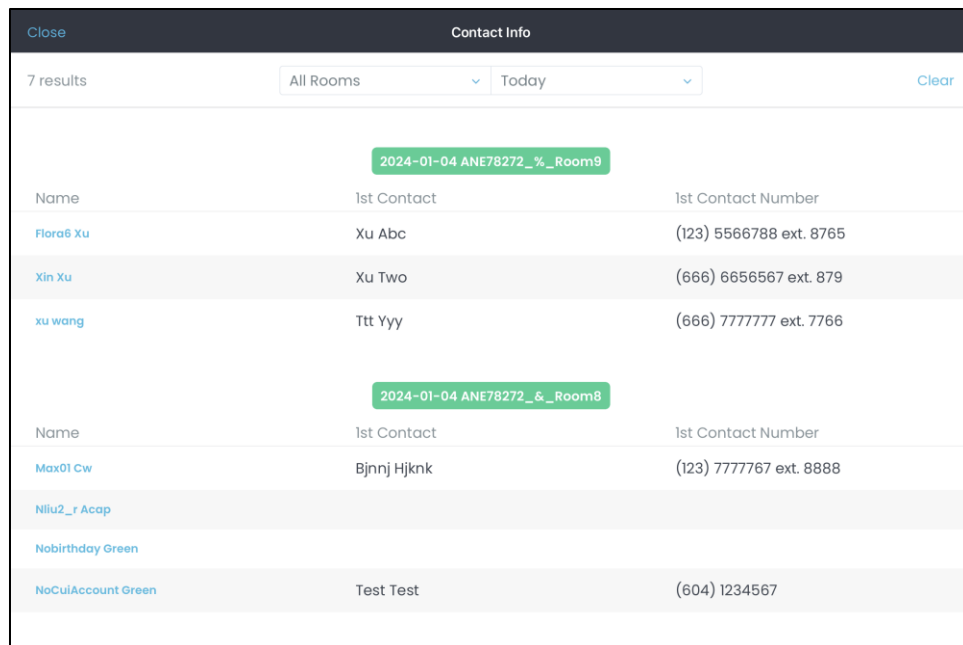 Close Contact Info
7 results All Rooms Today Clear
2024-01-04 ANE78272_%_Room9
Name 1st Contact 1st Contact Number
Flora6 Xu Xu Abc (123) 5566788 ext. 8765
Xin Xu Xu Two (666) 6656567 ext. 879
xu wang Ttt Yyy (666) 7777777 ext. 7766
2024-01-04 ANE78272_&_Room8
Name 1st Contact 1st Contact Number
Max01 Cw Bjnnj Hjknk (123) 7777767 ext. 8888
Nliu2_r Acap
Nobirthday Green
NoCuiAccount Green Test Test (604) 1234567